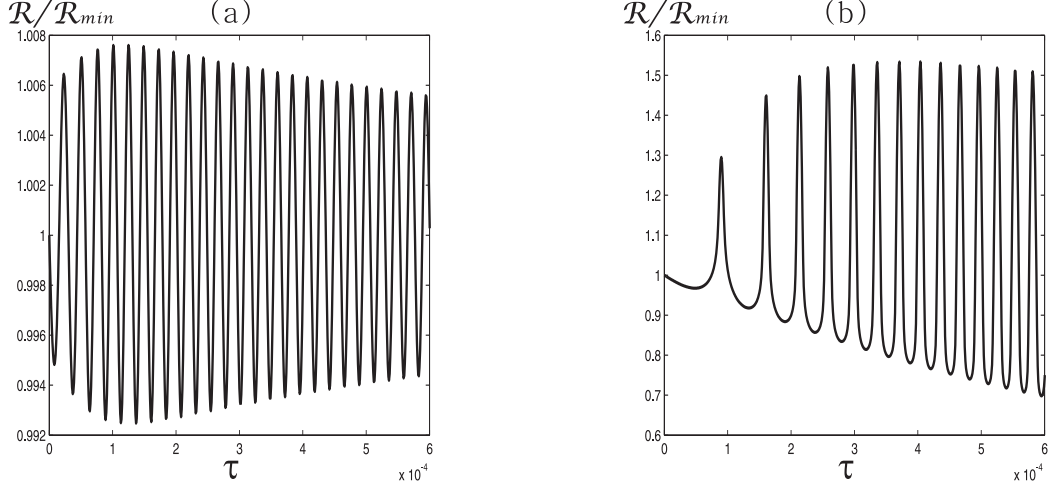 R/Rmin (a)
1.008
1.006
1.004
1.002
1
0.998
0.996
0.994
0.992
0 1 2 3 4 5 6
τ
x 10-4
R/Rmin (b)
1.6
1.5
1.4
1.3
1.2
1.1
1
0.9
0.8
0.7
0.6
0 1 2 3 4 5 6
τ
x 10-4